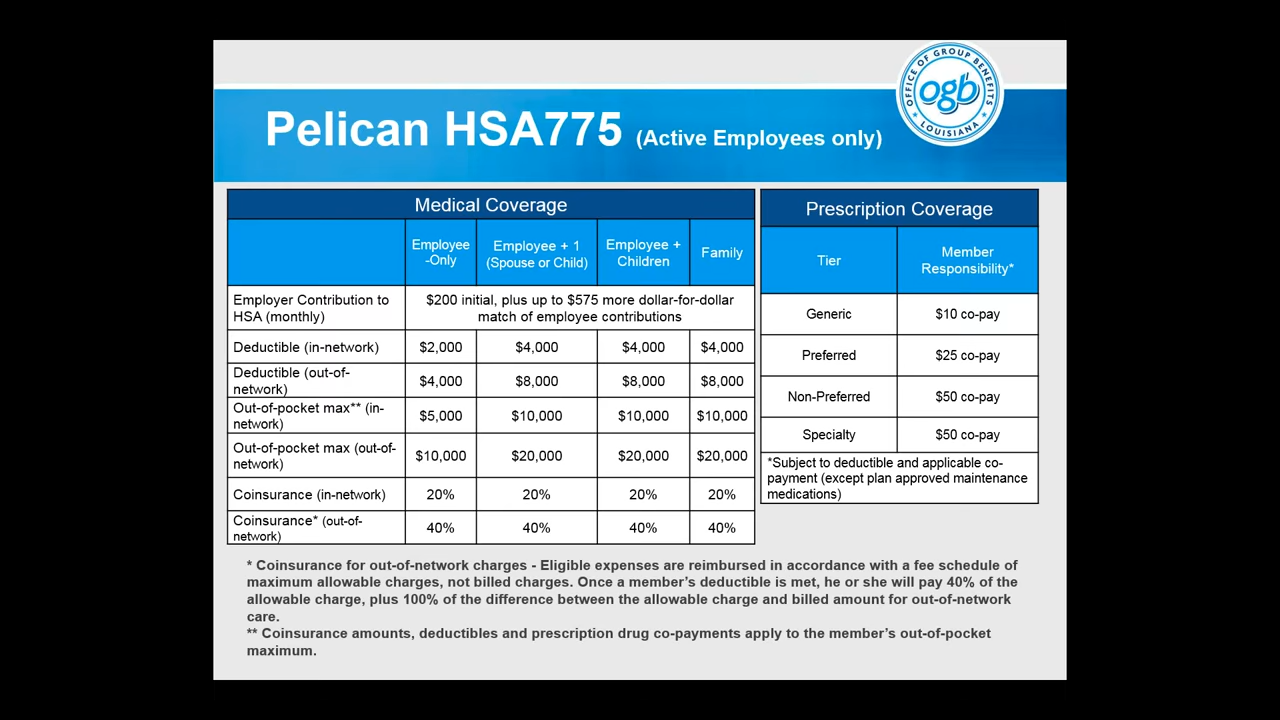 OFFICE OF GROUP BENEFITS
ogb
LOUISIANA
Pelican HSA775 (Active Employees only)
Medical Coverage
Employee
-Only
Employee + 1
(Spouse or Child)
Employee +
Children
Family
Employer Contribution to
HSA (monthly)
$200 initial, plus up to $575 more dollar-for-dollar
match of employee contributions
Deductible (in-network)
$2,000
$4,000
$4,000
$4,000
Deductible (out-of-
network)
$4,000
$8,000
$8,000
$8,000
Out-of-pocket max** (in-
network)
$5,000
$10,000
$10,000
$10,000
Out-of-pocket max (out-of-
network)
$10,000
$20,000
$20,000
$20,000
Coinsurance (in-network)
20%
20%
20%
20%
Coinsurance* (out-of-
network)
40%
40%
40%
40%
Prescription Coverage
Tier
Member
Responsibility*
Generic
$10 co-pay
Preferred
$25 co-pay
Non-Preferred
$50 co-pay
Specialty
$50 co-pay
*Subject to deductible and applicable co-
payment (except plan approved maintenance
medications)
* Coinsurance for out-of-network charges - Eligible expenses are reimbursed in accordance with a fee schedule of
maximum allowable charges, not billed charges. Once a member’s deductible is met, he or she will pay 40% of the
allowable charge, plus 100% of the difference between the allowable charge and billed amount for out-of-network
care.
** Coinsurance amounts, deductibles and prescription drug co-payments apply to the member’s out-of-pocket
maximum.